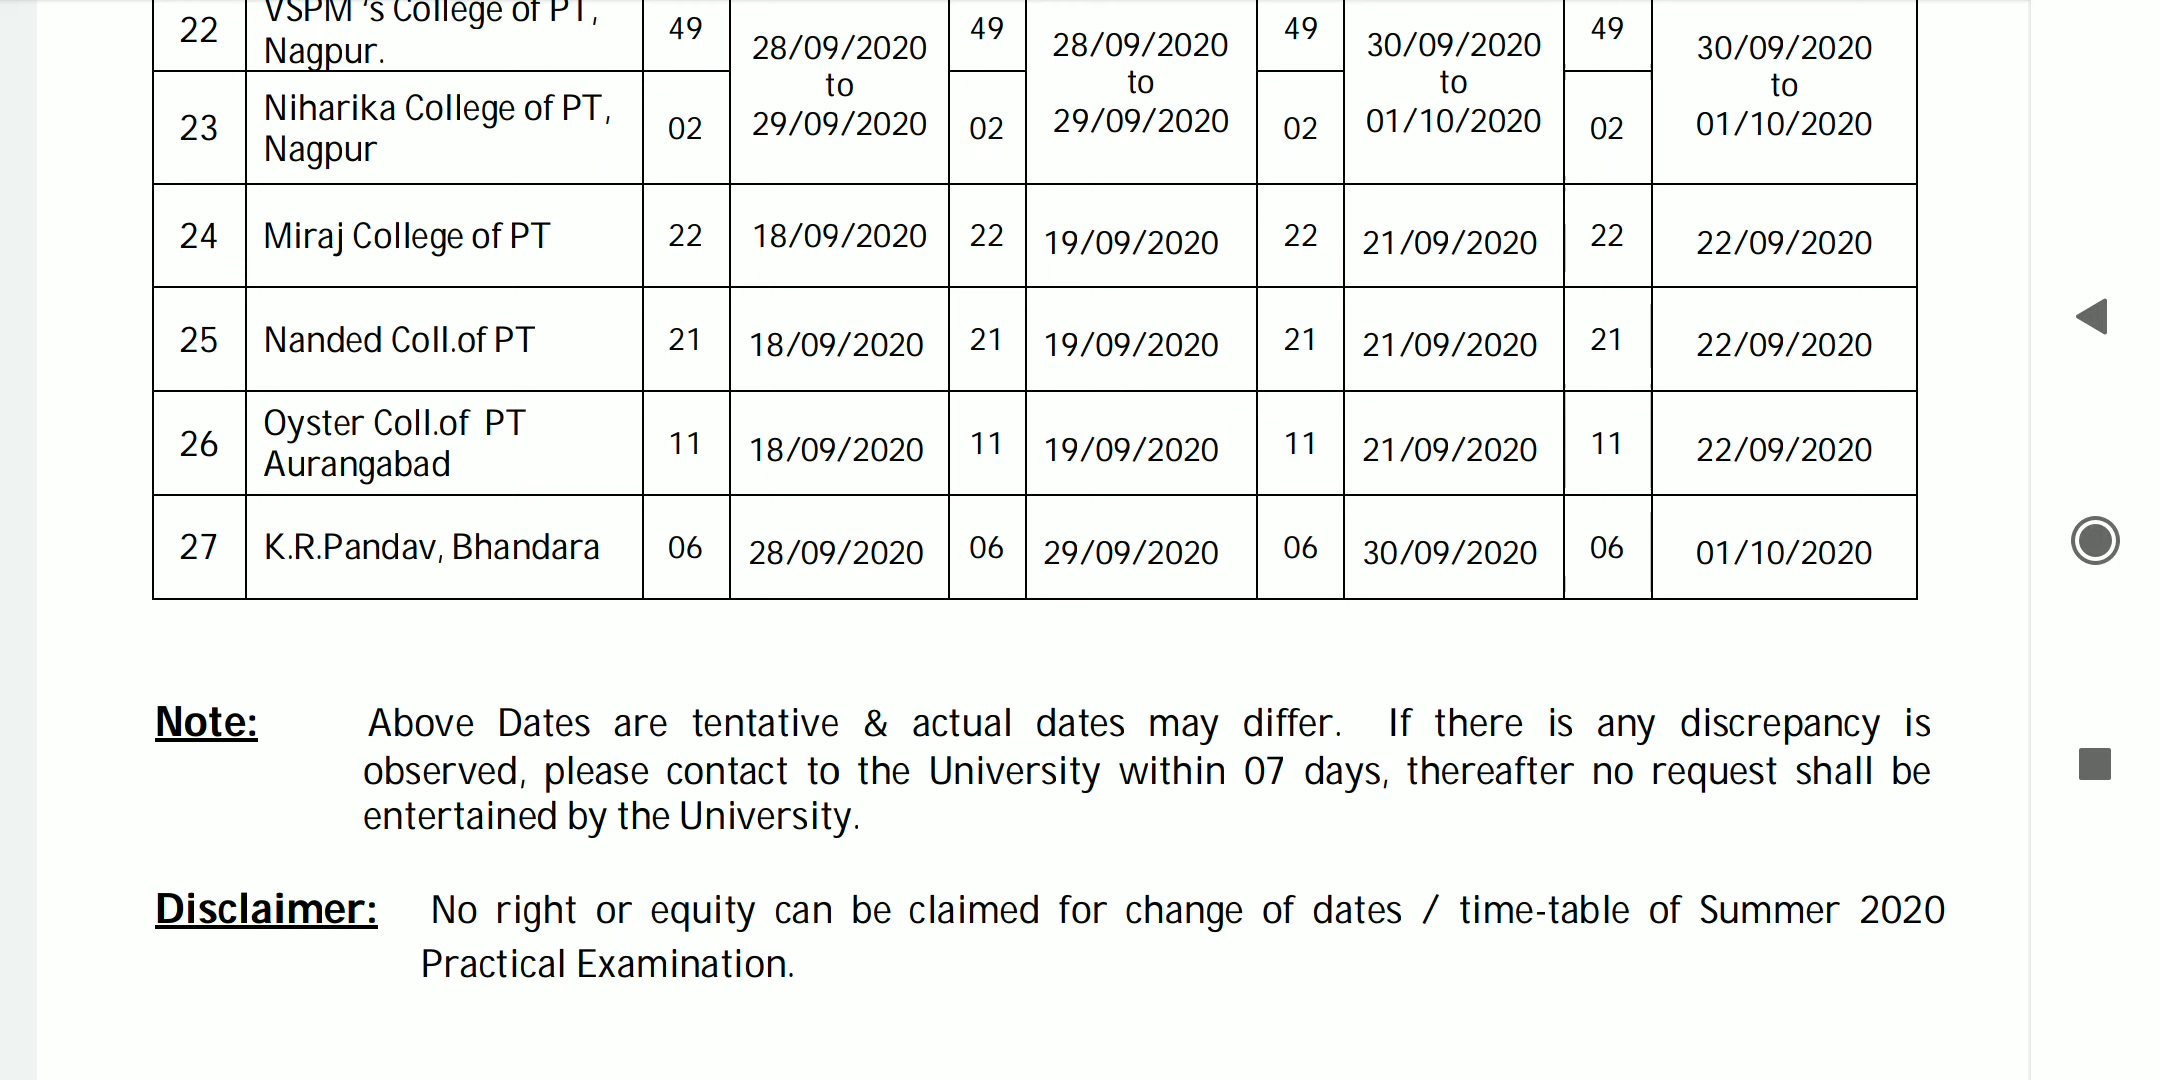 22 VSPM 's College of PT, Nagpur. 49 28/09/2020 to 29/09/2020 49 28/09/2020 to 29/09/2020 49 30/09/2020 to 01/10/2020 49 30/09/2020 to 01/10/2020
23 Niharika College of PT, Nagpur 02 02 02 02
24 Miraj College of PT 22 18/09/2020 22 19/09/2020 22 21/09/2020 22 22/09/2020
25 Nanded Coll.of PT 21 18/09/2020 21 19/09/2020 21 21/09/2020 21 22/09/2020
26 Oyster Coll.of PT Aurangabad 11 18/09/2020 11 19/09/2020 11 21/09/2020 11 22/09/2020
27 K.R.Pandav, Bhandara 06 28/09/2020 06 29/09/2020 06 30/09/2020 06 01/10/2020
Note: Above Dates are tentative & actual dates may differ. If there is any discrepancy is
observed, please contact to the University within 07 days, thereafter no request shall be
entertained by the University.
Disclaimer: No right or equity can be claimed for change of dates / time-table of Summer 2020
Practical Examination.